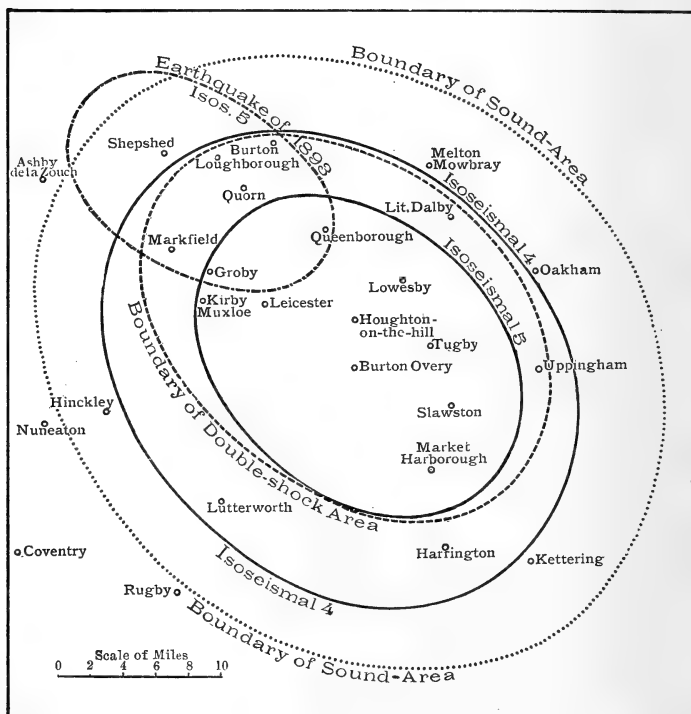 Boundary of Sound-Area
Earthquake of 1893
Isos. 5
Shepshed
Burton
Loughborough
Melton
Mowbray
Ashby
de la Zouch
Isoseismal 4
Quorn
Lit. Dalby
Queenborough
Markfield
Isoseismal 5
Groby
Oakham
Lowesby
Kirby
Muxloe
Leicester
Houghton-
on-the-hill
Tugby
Boundary of Double-shock Area
Burton Overy
Uppingham
Hinckley
Slawston
Nuneaton
Market
Harborough
Lutterworth
Harrington
Coventry
Kettering
Isoseismal 4
Rugby
Boundary of Sound-Area
Scale of Miles
0 2 4 6 8 10